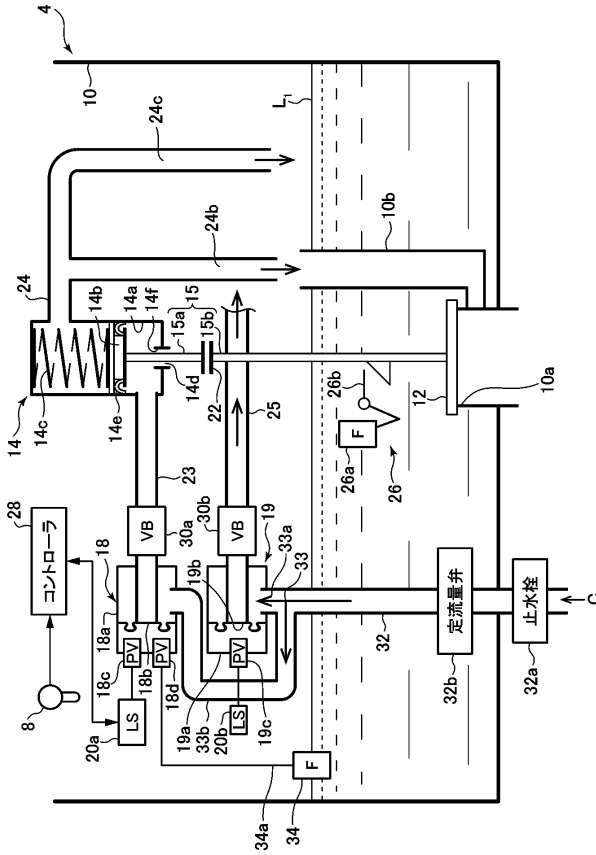 4
10
24c
24
24b
L1
10b
14
14c
14b
14a
14e
14f
14d
15
15a
15b
22
23
25
26b
26a
F
26
12
10a
28
コントローラ
8
18
18a
18b
18c
18d
PV
PV
VB
30a
VB
30b
19
19b
19a
19c
PV
LS
20a
LS
20b
33a
33
33b
32
定流量弁
32b
止水栓
32a
C
34a
34
F